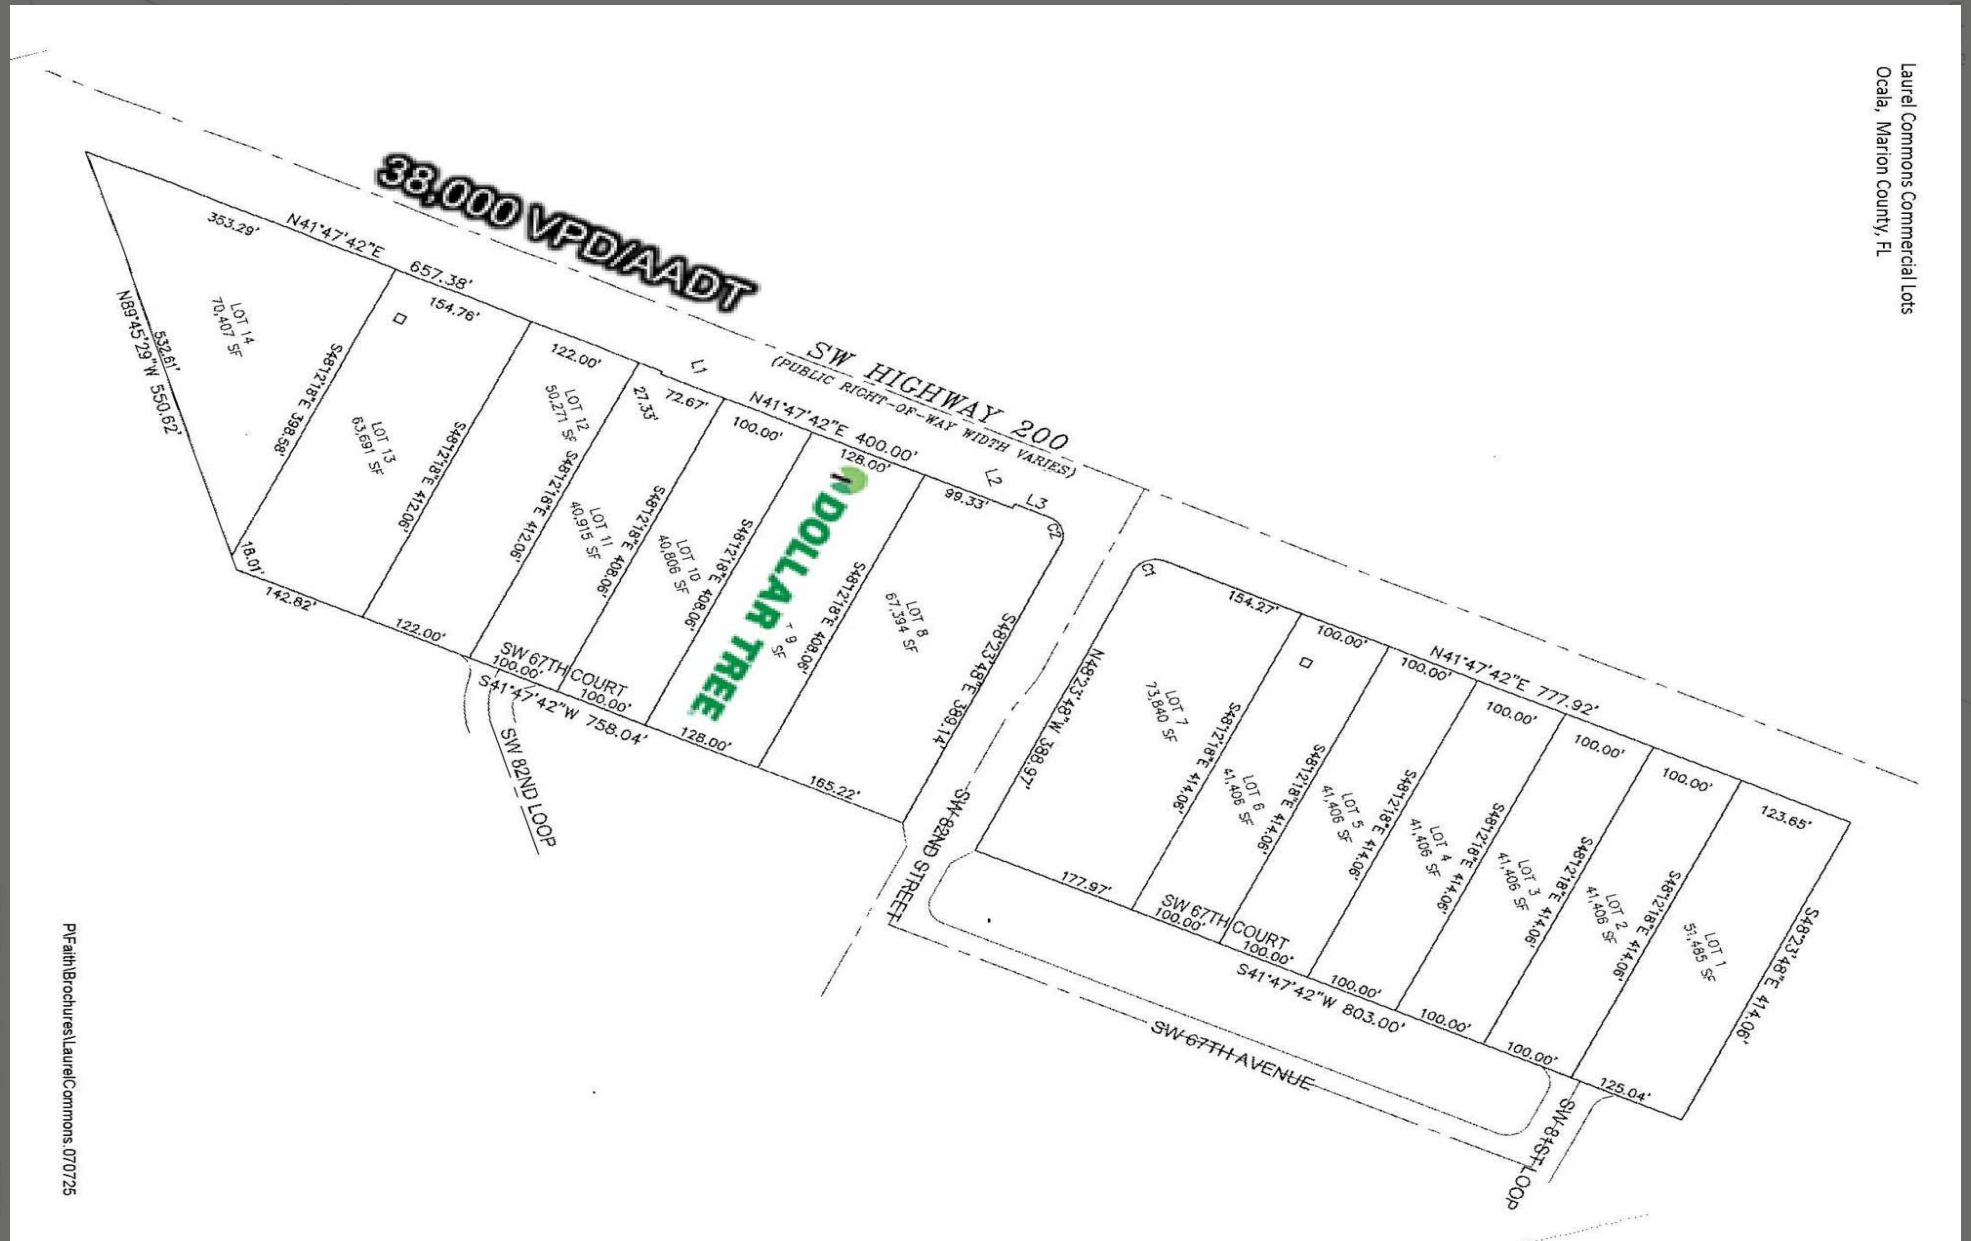 Laurel Commons Commercial Lots
Ocala, Marion County, FL
38,000 VPD/AADT
SW HIGHWAY 200
(PUBLIC RIGHT-OF-WAY WIDTH VARIES)
N41°47'42"E 657.38'
353.29'
154.76'
122.00'
27.33'
L1
72.67'
N41°47'42"E 400.00'
100.00'
128.00'
99.33'
L2
L3
C2
N89°45'29"W 550.62'
532.61'
18.01'
LOT 14
70,407 SF
S48°12'18"E 398.58'
LOT 13
63,691 SF
S48°12'18"E 412.06'
LOT 12
50,271 SF
S48°12'18"E 412.06'
LOT 11
40,915 SF
S48°12'18"E 408.06'
LOT 10
40,806 SF
S48°12'18"E 408.06'
DOLLAR TREE
9
SF
S48°12'18"E 408.06'
LOT 8
67,394 SF
S48°23'48"E 389.14'
142.82'
122.00'
SW 67TH COURT
100.00'
100.00'
S41°47'42"W 758.04'
128.00'
165.22'
SW 82ND LOOP
SW 82ND STREET
C1
154.27'
100.00'
100.00'
N41°47'42"E 777.92'
100.00'
100.00'
100.00'
123.65'
N48°23'48"W 388.97'
LOT 7
73,840 SF
S48°12'18"E 414.06'
LOT 6
41,406 SF
S48°12'18"E 414.06'
LOT 5
41,406 SF
S48°12'18"E 414.06'
LOT 4
41,406 SF
S48°12'18"E 414.06'
LOT 3
41,406 SF
S48°12'18"E 414.06'
LOT 2
41,406 SF
S48°12'18"E 414.06'
LOT 1
51,485 SF
S48°23'48"E 414.06'
177.97'
SW 67TH COURT
100.00'
100.00'
S41°47'42"W 803.00'
100.00'
100.00'
100.00'
125.04'
SW 67TH AVENUE
SW 81ST LOOP
P\Faith\Brochures\LaurelCommons.070725